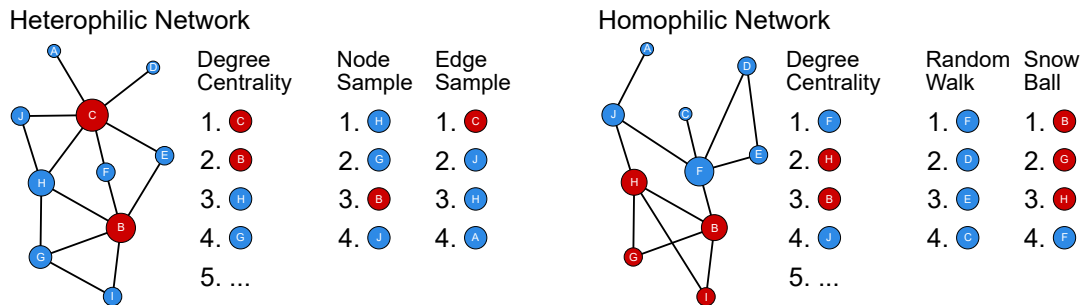 Heterophilic Network
Homophilic Network
A
D
C
J
E
F
H
B
G
I
Degree
Centrality
1. C
2. B
3. H
4. G
5. ...
Node
Sample
1. H
2. G
3. B
4. J
Edge
Sample
1. C
2. J
3. H
4. A
A
D
J
C
E
F
H
B
G
I
Degree
Centrality
1. F
2. H
3. B
4. J
5. ...
Random
Walk
1. F
2. D
3. E
4. C
Snow
Ball
1. B
2. G
3. H
4. F